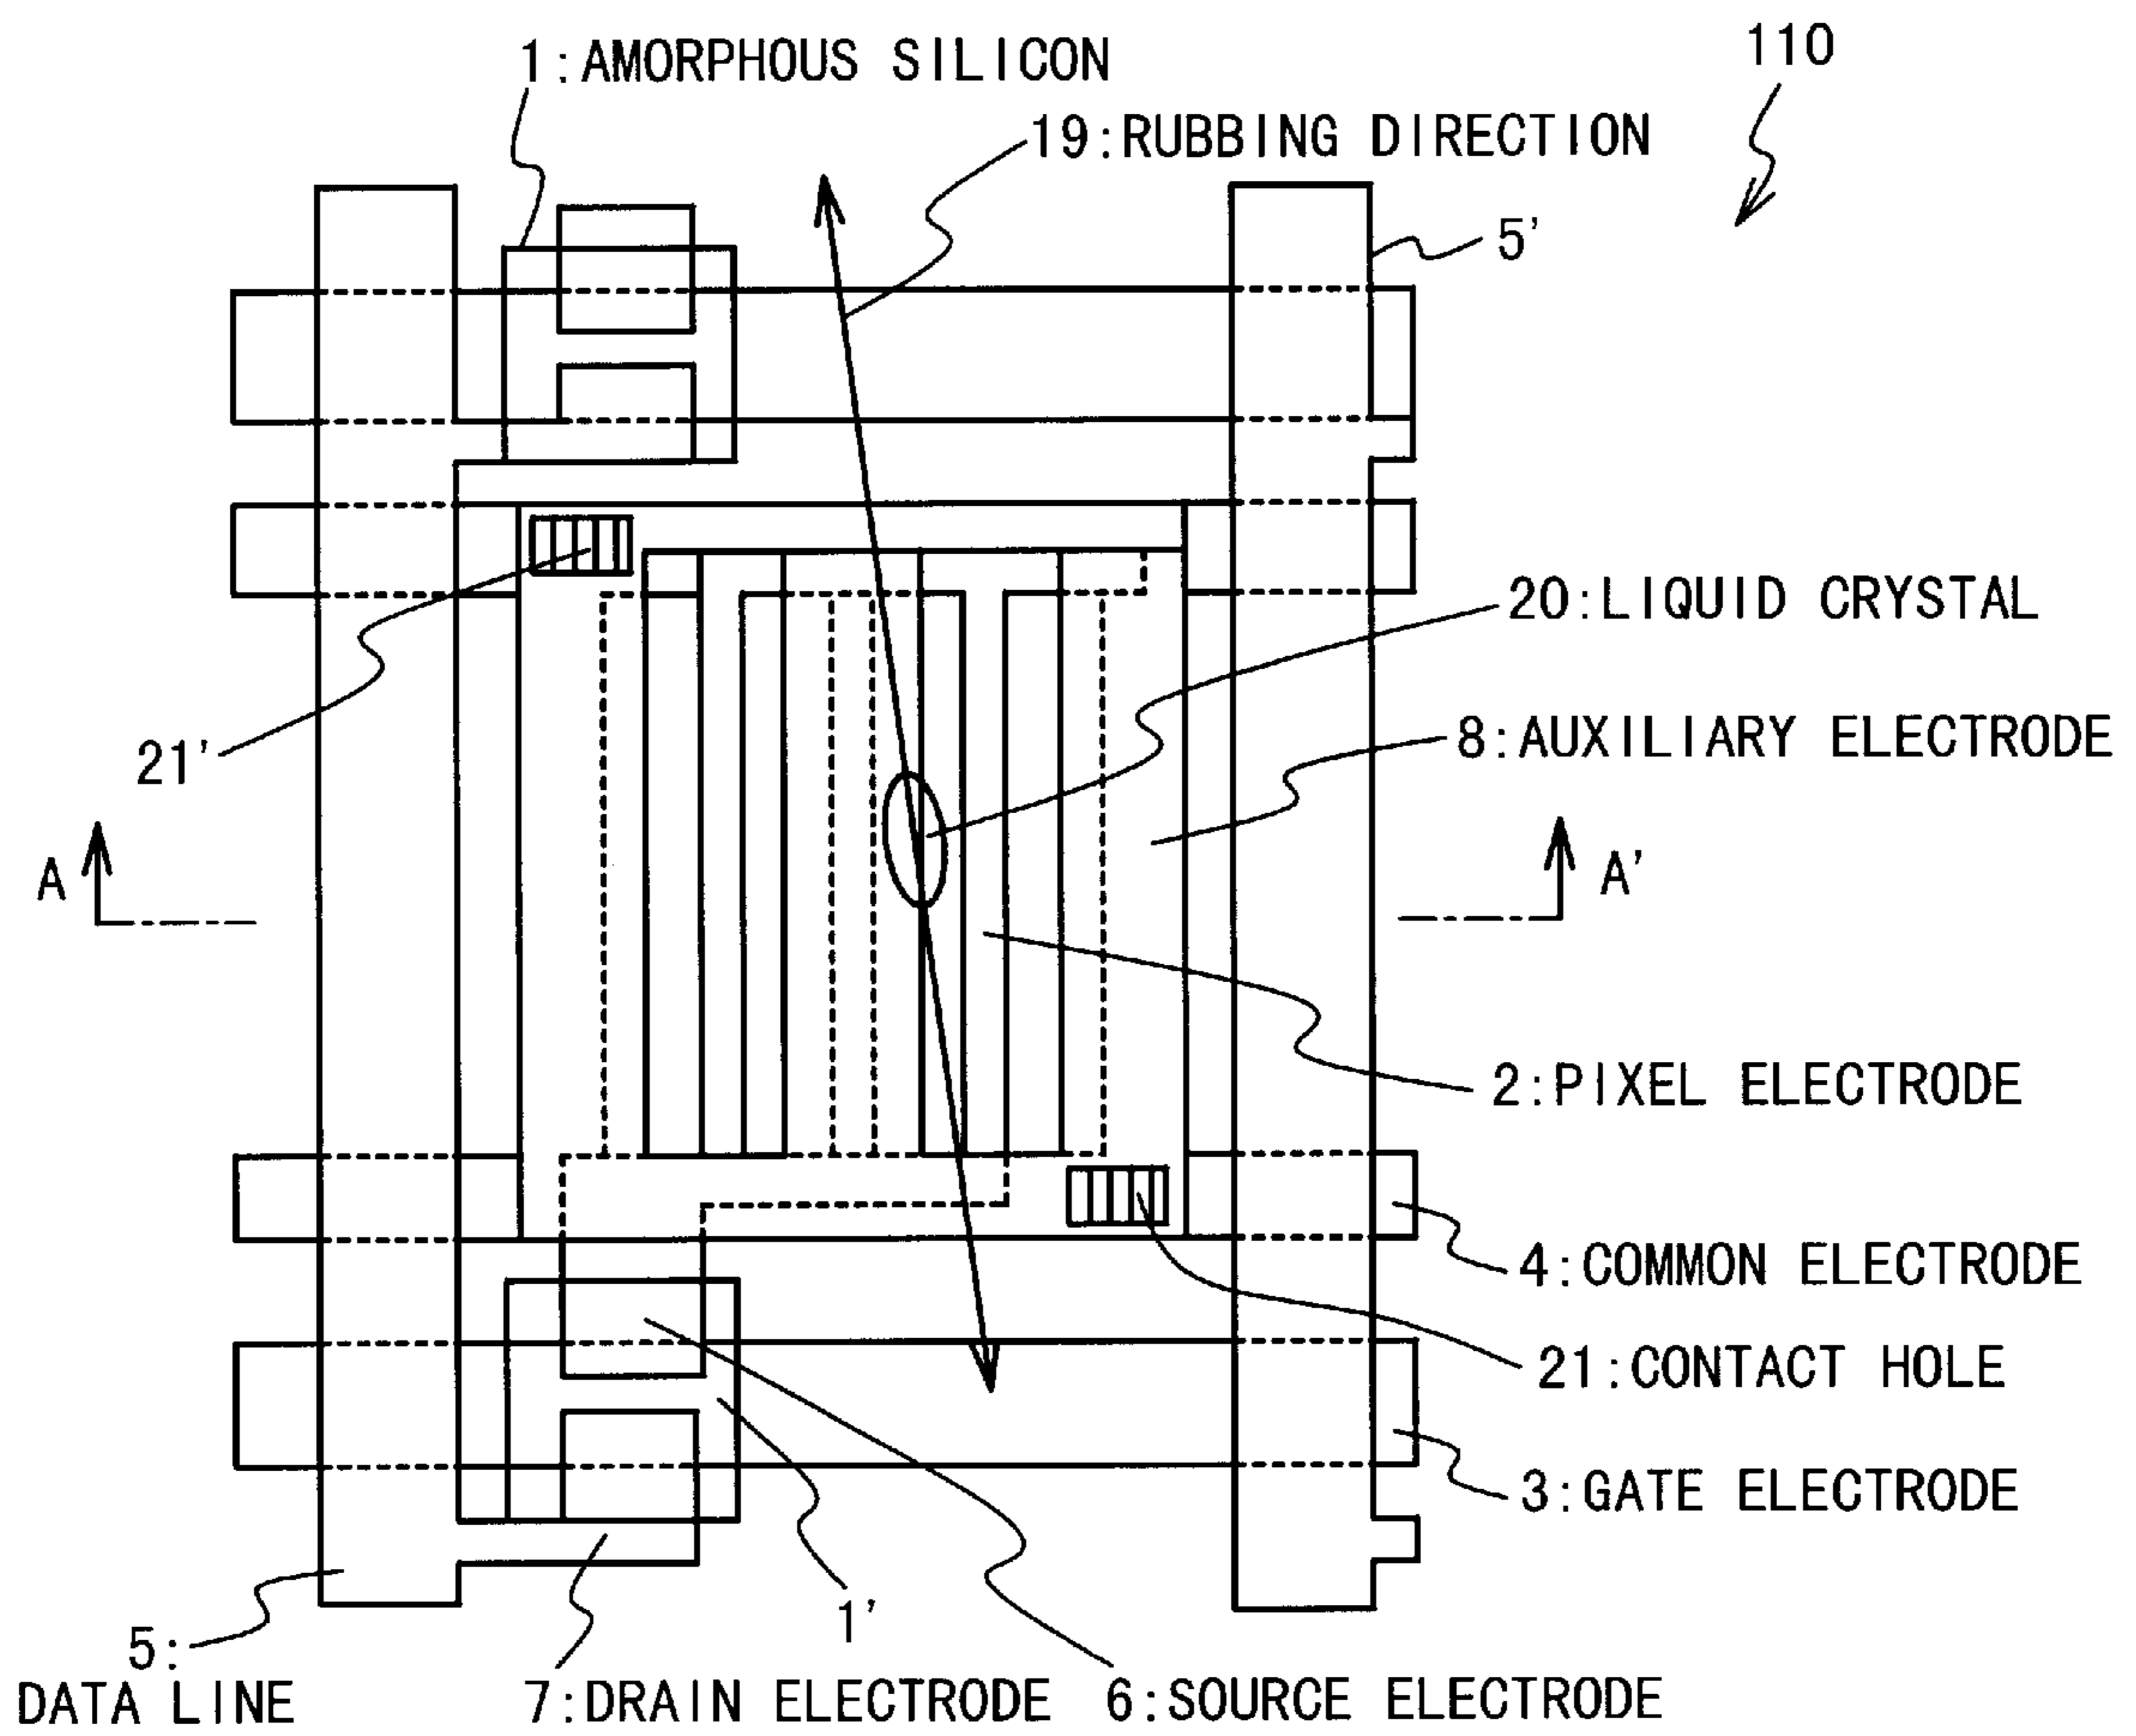 1:AMORPHOUS SILICON
110
19:RUBBING DIRECTION
5'
20:LIQUID CRYSTAL
21'
8:AUXILIARY ELECTRODE
A
A'
2:PIXEL ELECTRODE
4:COMMON ELECTRODE
21:CONTACT HOLE
3:GATE ELECTRODE
1'
5:
DATA LINE
7:DRAIN ELECTRODE
6:SOURCE ELECTRODE